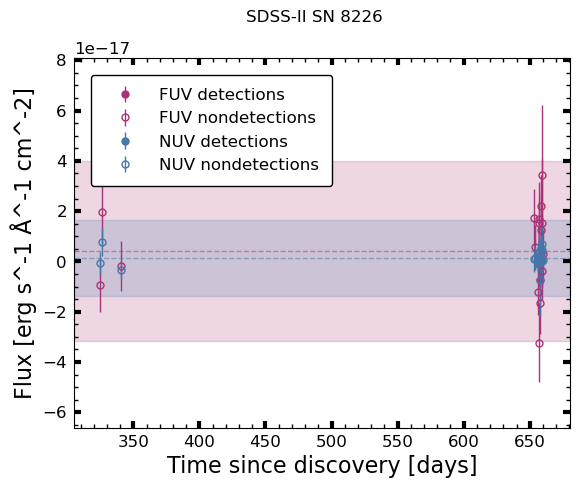 SDSS-II SN 8226
1e−17
FUV detections
FUV nondetections
NUV detections
NUV nondetections
8
6
4
2
0
−2
−4
−6
Flux [erg s^-1 Å^-1 cm^-2]
350 400 450 500 550 600 650
Time since discovery [days]